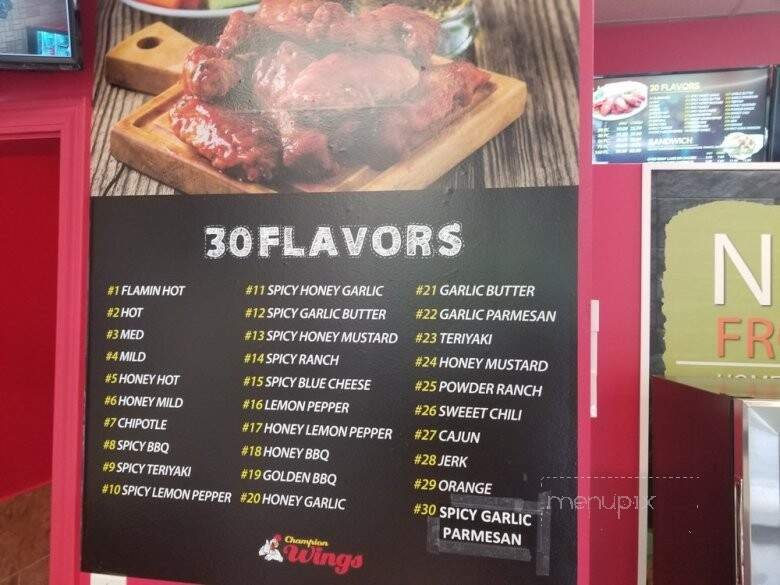 30 FLAVORS
#1 FLAMIN HOT
#2 HOT
#3 MED
#4 MILD
#5 HONEY HOT
#6 HONEY MILD
#7 CHIPOTLE
#8 SPICY BBQ
#9 SPICY TERIYAKI
#10 SPICY LEMON PEPPER
#11 SPICY HONEY GARLIC
#12 SPICY GARLIC BUTTER
#13 SPICY HONEY MUSTARD
#14 SPICY RANCH
#15 SPICY BLUE CHEESE
#16 LEMON PEPPER
#17 HONEY LEMON PEPPER
#18 HONEY BBQ
#19 GOLDEN BBQ
#20 HONEY GARLIC
#21 GARLIC BUTTER
#22 GARLIC PARMESAN
#23 TERIYAKI
#24 HONEY MUSTARD
#25 POWDER RANCH
#26 SWEEET CHILI
#27 CAJUN
#28 JERK
#29 ORANGE
#30 SPICY GARLIC
PARMESAN
Champion
Wings
30 FLAVORS
SANDWICH
N
FR
menupix